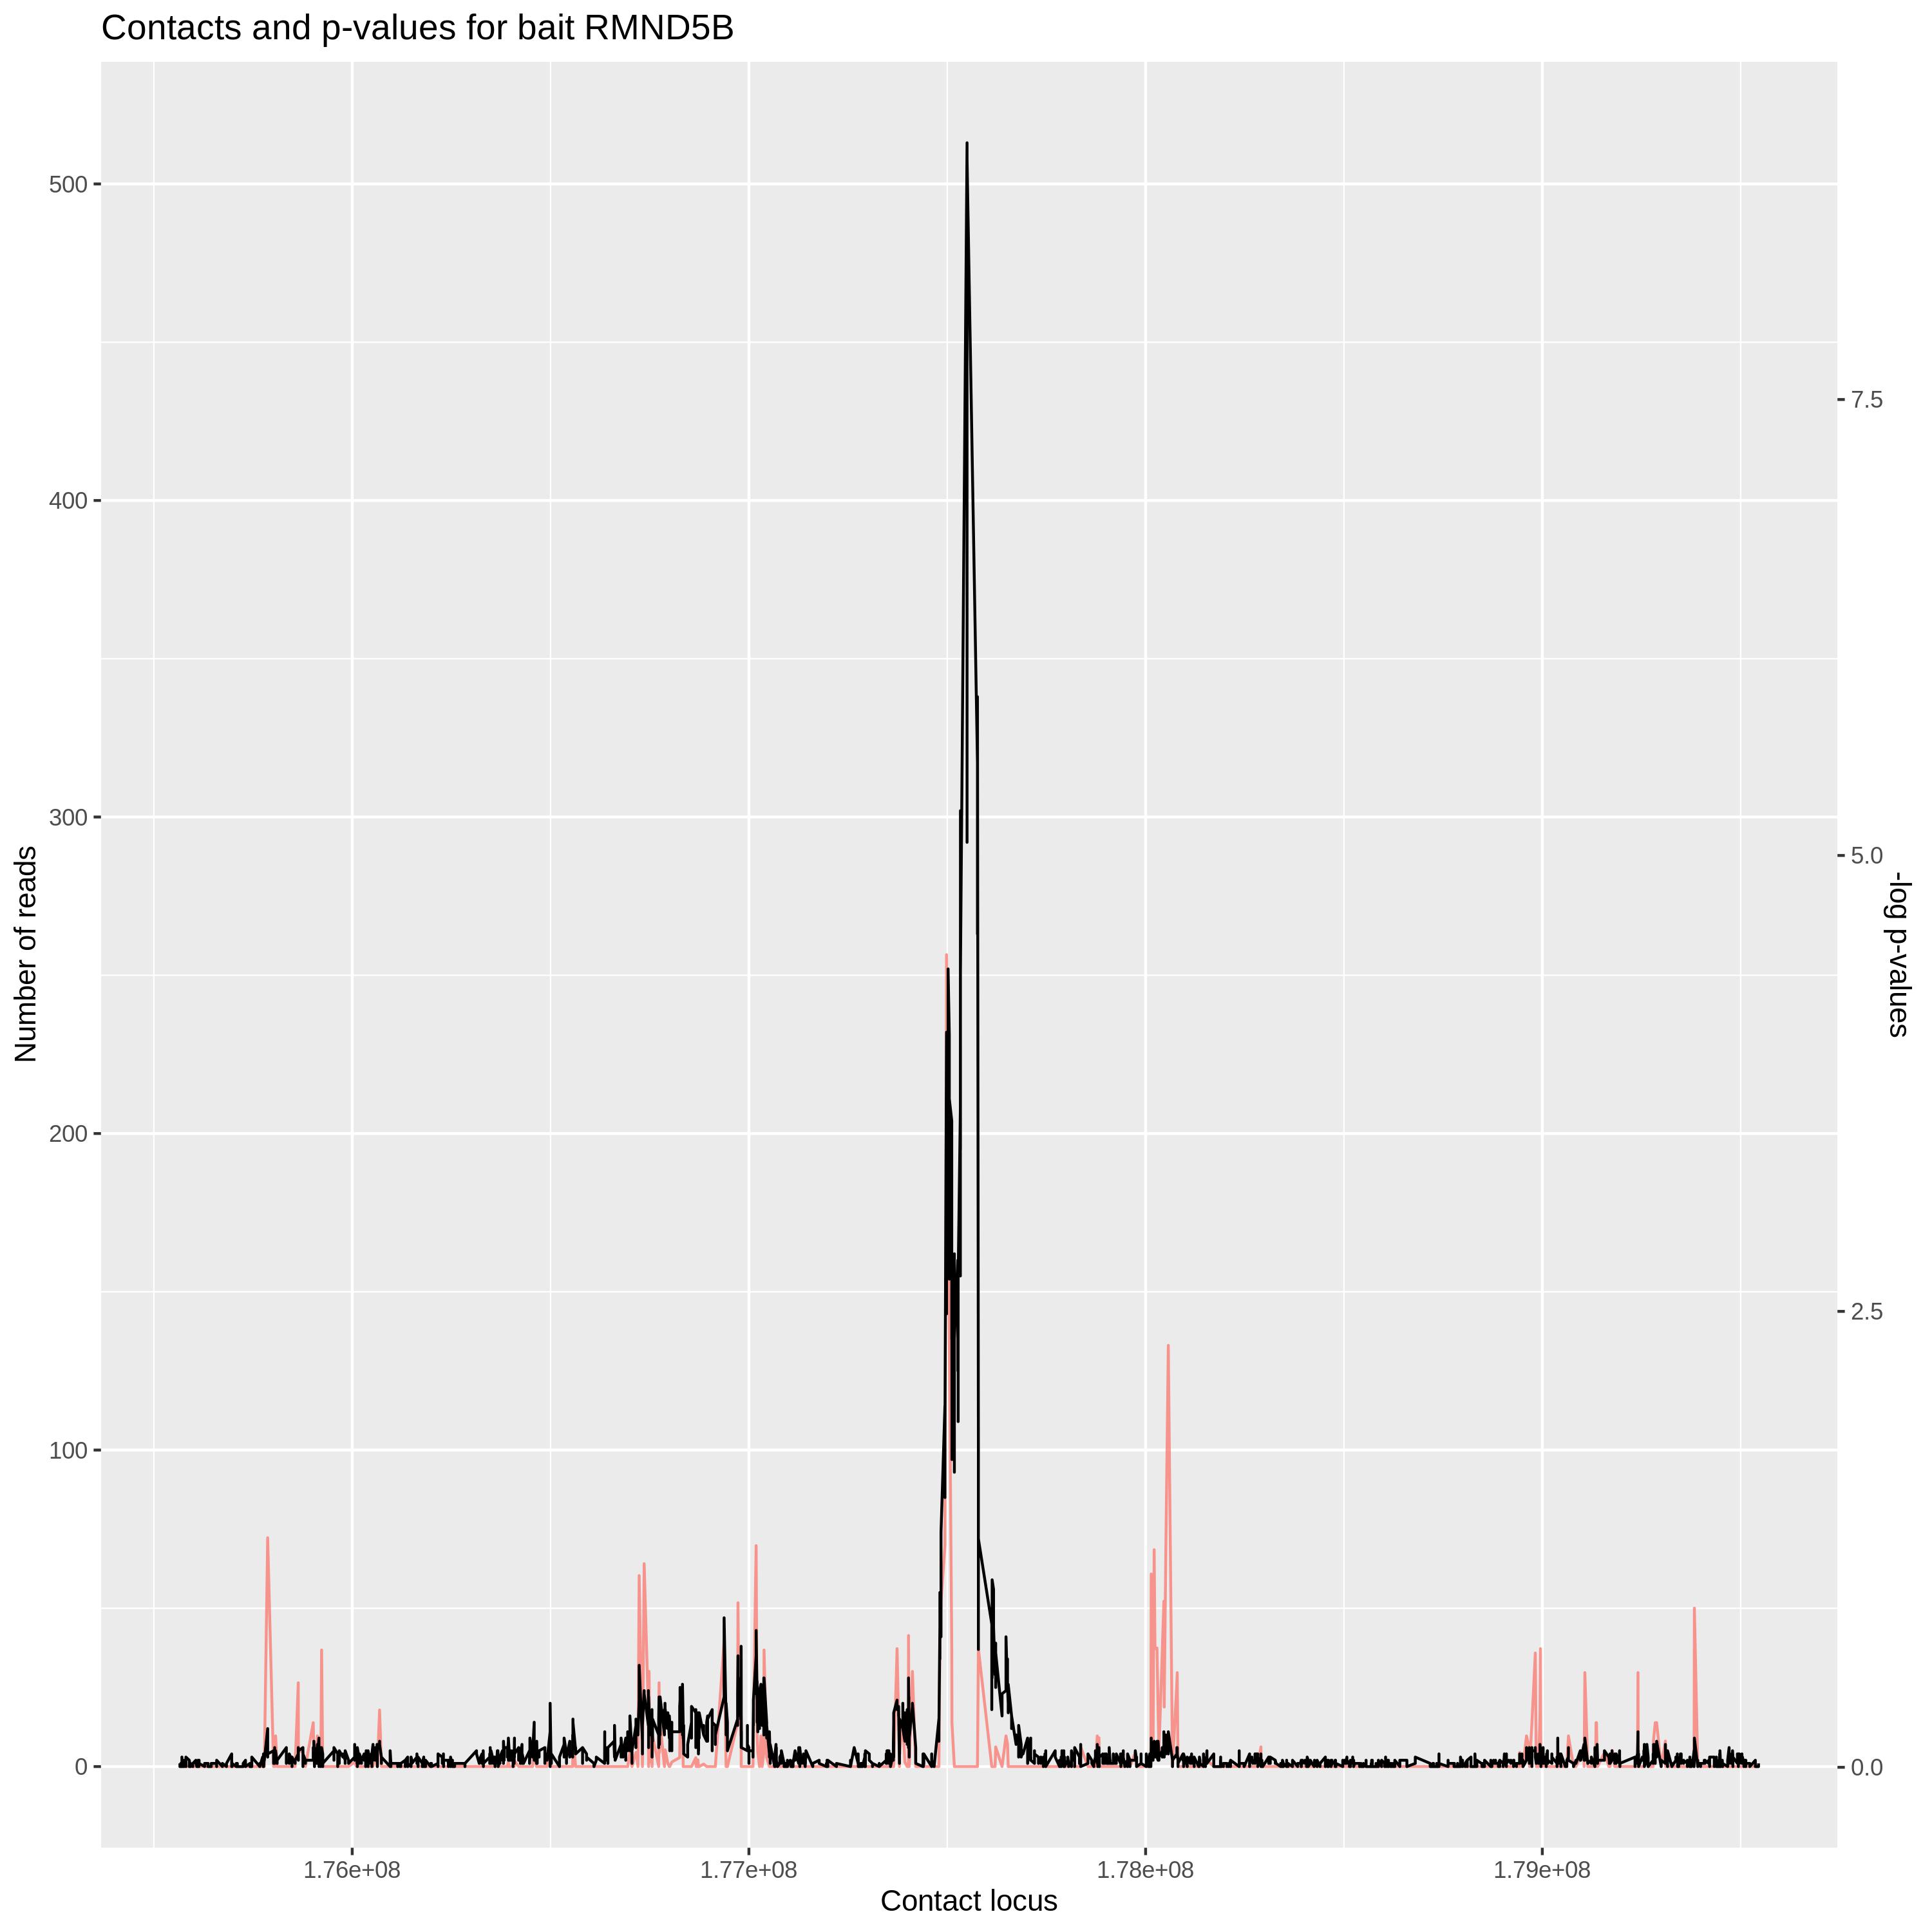 Contacts and p-values for bait RMND5B
500
400
300
200
100
0
Number of reads
7.5
5.0
2.5
0.0
-log p-values
1.76e+08
1.77e+08
1.78e+08
1.79e+08
Contact locus